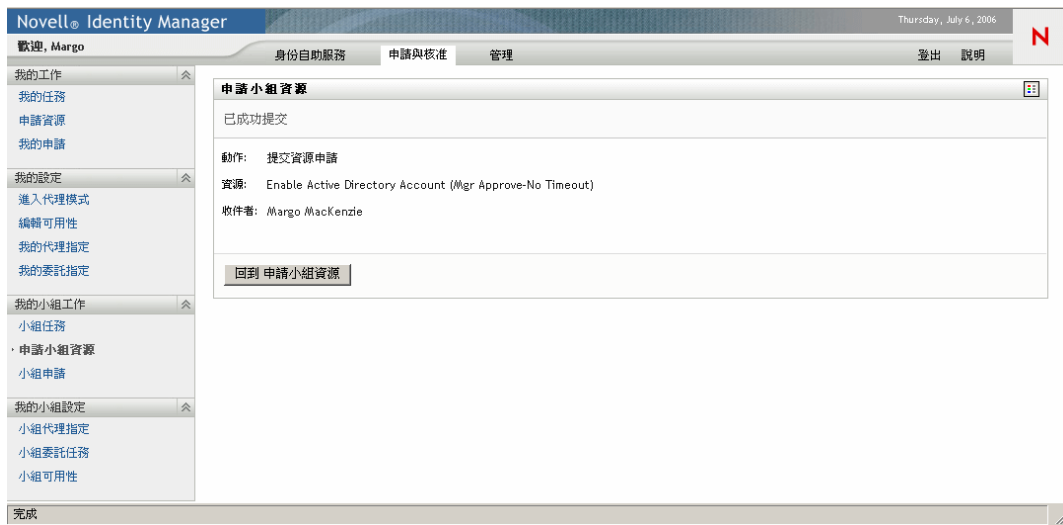 Novell® Identity Manager
Thursday, July 6, 2006
N
歡迎, Margo
身份自助服務
申請與核准
管理
登出
說明
我的工作
我的任務
申請資源
我的申請
我的設定
進入代理模式
編輯可用性
我的代理指定
我的委託指定
我的小組工作
小組任務
申請小組資源
小組申請
我的小組設定
小組代理指定
小組委託任務
小組可用性
申請小組資源
已成功提交
動作: 提交資源申請
資源: Enable Active Directory Account (Mgr Approve-No Timeout)
收件者: Margo MacKenzie
回到 申請小組資源
完成